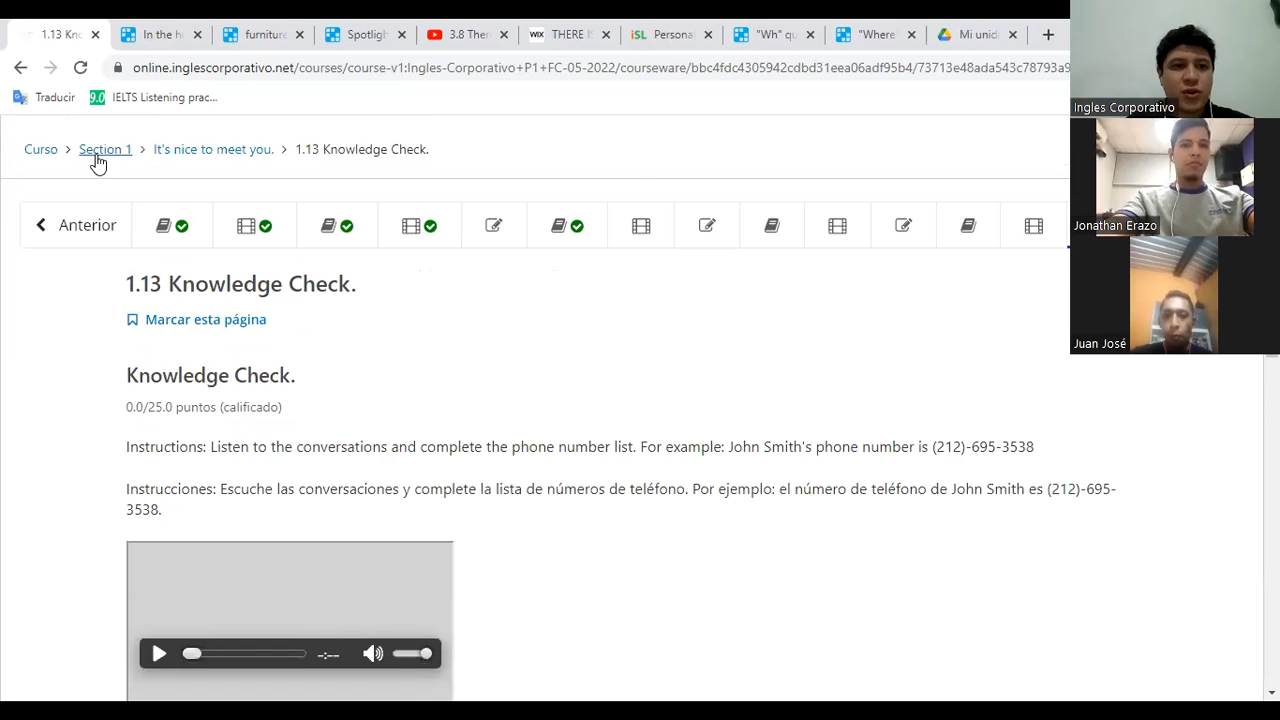 1.13 Knc
In the h
furniture
Spotligh
3.8 Ther
WIX THERE IS
iSL Persona
"Wh" qu
"Where
Mi unid
online.inglescorporativo.net/courses/course-v1:Ingles-Corporativo+P1+FC-05-2022/courseware/bbc4fdc4305942cdbd31eea06adf95b4/73713e48ada543c78793a9
Traducir
9.0 IELTS Listening prac...
Ingles Corporativo
Jonathan Erazo
Juan José
Curso > Section 1 > It's nice to meet you. > 1.13 Knowledge Check.
Anterior
1.13 Knowledge Check.
Marcar esta página
Knowledge Check.
0.0/25.0 puntos (calificado)
Instructions: Listen to the conversations and complete the phone number list. For example: John Smith's phone number is (212)-695-3538
Instrucciones: Escuche las conversaciones y complete la lista de números de teléfono. Por ejemplo: el número de teléfono de John Smith es (212)-695-
3538.
--:--